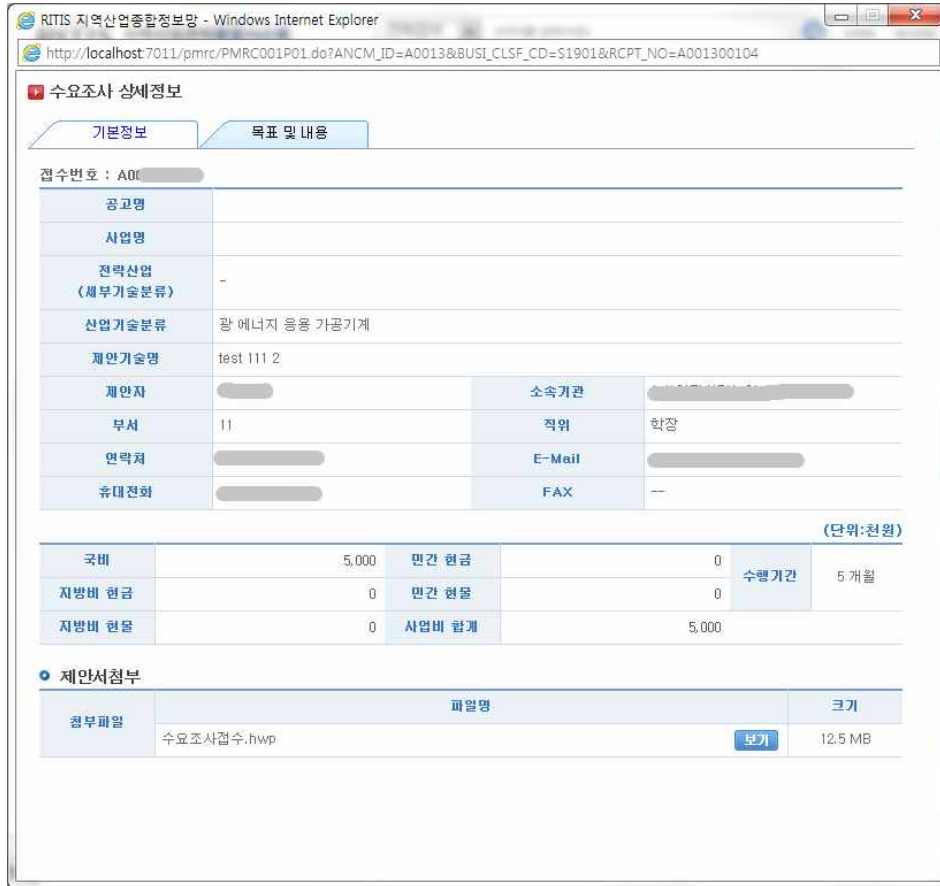 RITIS 지역산업종합정보망 - Windows Internet Explorer
http://localhost:7011/pmrc/PMRC001P01.do?ANCM_ID=A0013&BUSI_CLSF_CD=S1901&RCPT_NO=A001300104
수요조사 상세정보
기본정보 목표 및 내용
접수번호 : A00
공고명
사업명
전략산업
(세부기술분류) -
산업기술분류 광 에너지 응용 가공기계
제안기술명 test 111 2
제안자 소속기관
부서 11 직위 학장
연락처 E-Mail
휴대전화 FAX --
(단위:천원)
국비 5,000 민간 현금 0 수행기간 5 개월
지방비 현금 0 민간 현물 0
지방비 현물 0 사업비 합계 5,000
제안서첨부
첨부파일 파일명 크기
수요조사접수.hwp 보기 12.5 MB